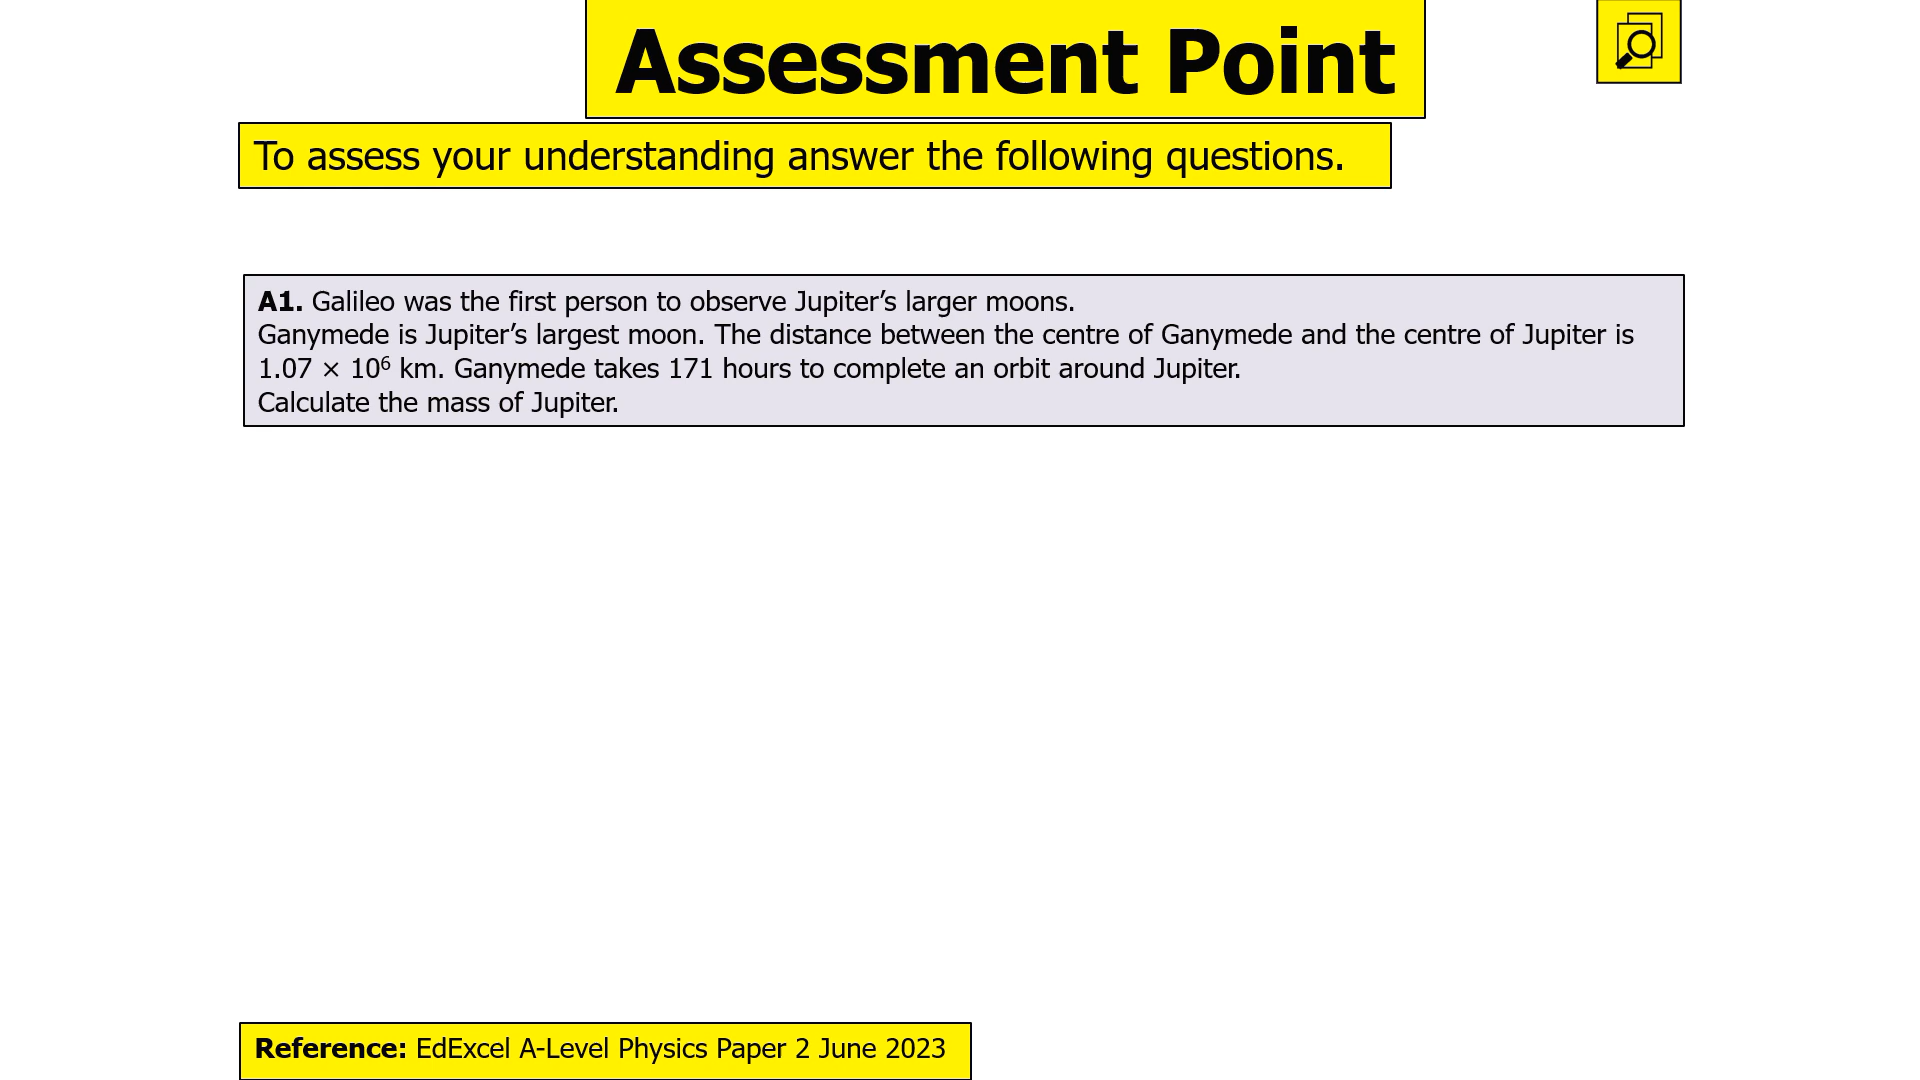 Assessment Point
To assess your understanding answer the following questions.
A1. Galileo was the first person to observe Jupiter’s larger moons.
Ganymede is Jupiter’s largest moon. The distance between the centre of Ganymede and the centre of Jupiter is
1.07 × 10⁶ km. Ganymede takes 171 hours to complete an orbit around Jupiter.
Calculate the mass of Jupiter.
Reference: EdExcel A-Level Physics Paper 2 June 2023